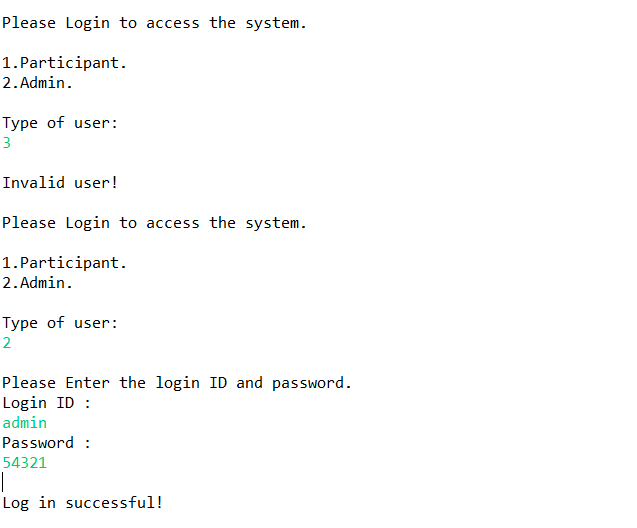 Please Login to access the system.
1.Participant.
2.Admin.
Type of user:
3
Invalid user!
Please Login to access the system.
1.Participant.
2.Admin.
Type of user:
2
Please Enter the login ID and password.
Login ID :
admin
Password :
54321
Log in successful!